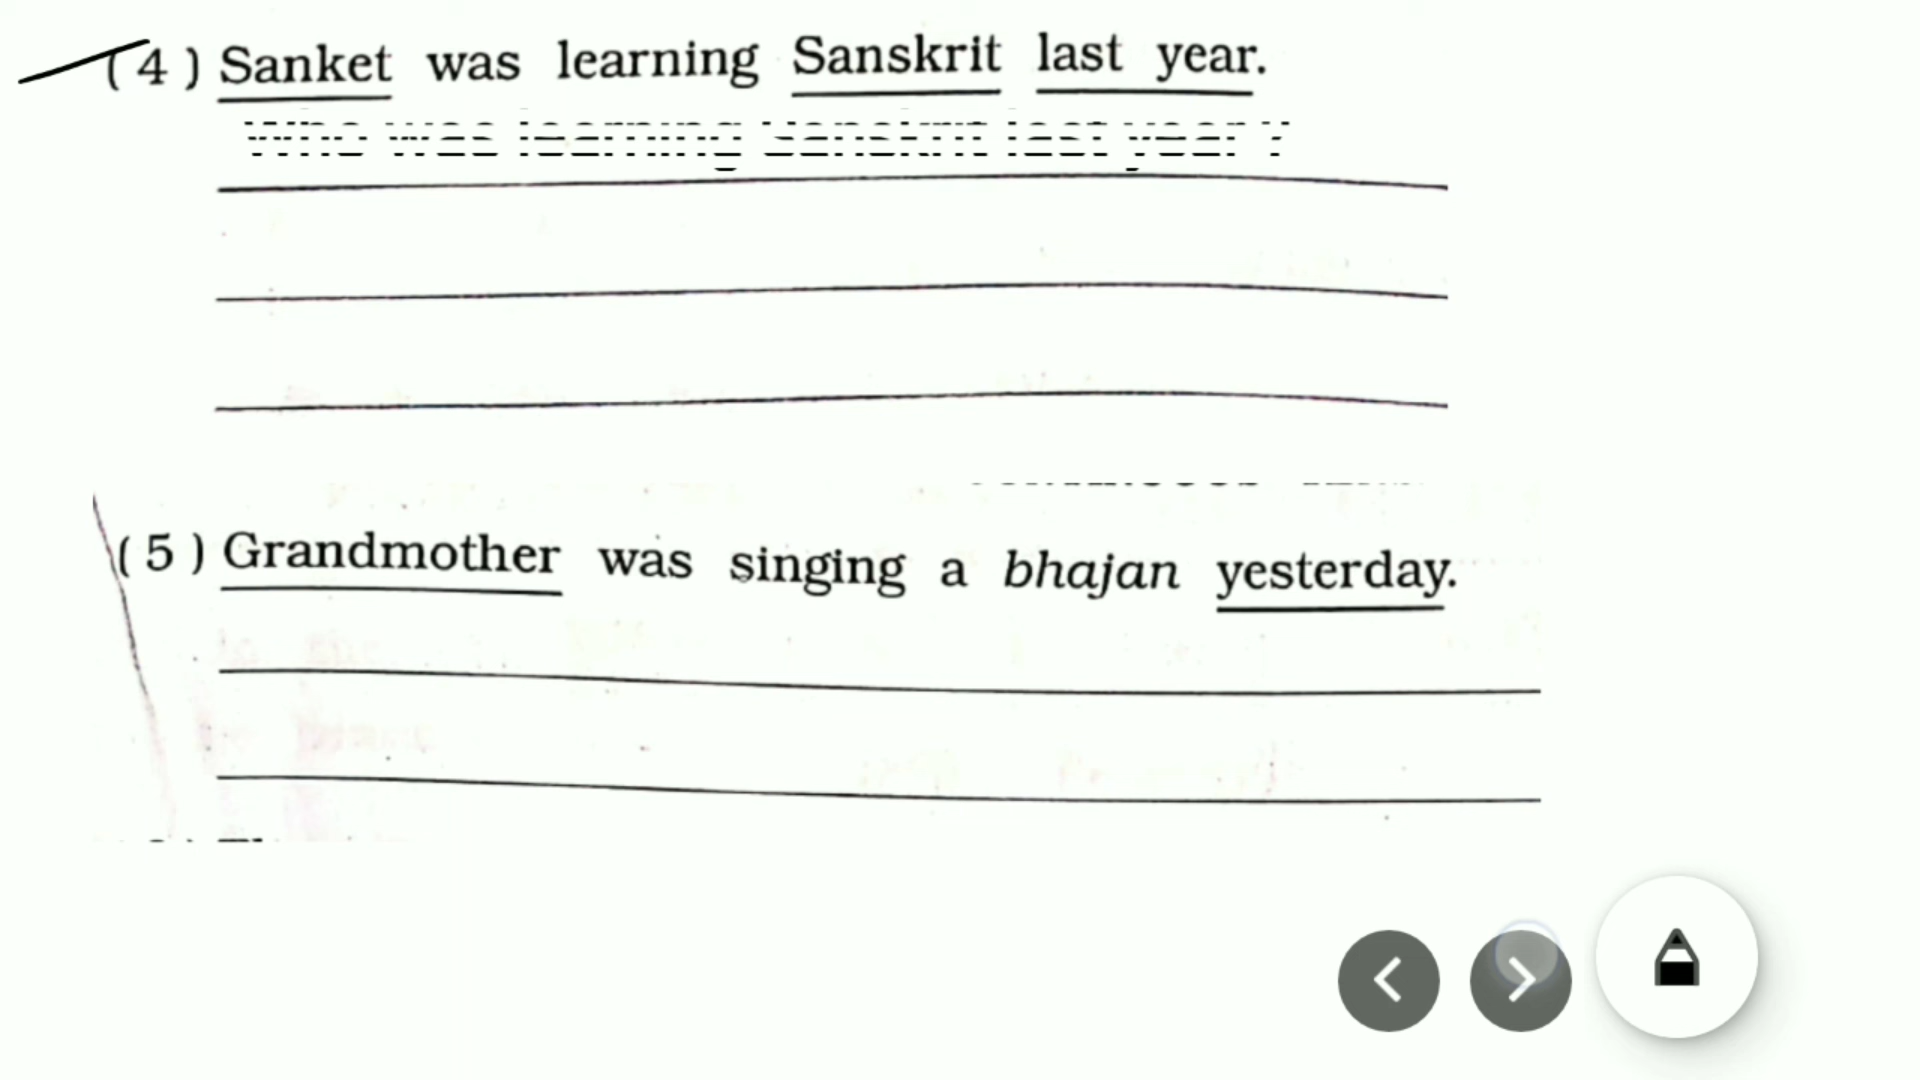 ( 4 ) Sanket was learning Sanskrit last year.
Who was learning Sanskrit last year ?
( 5 ) Grandmother was singing a bhajan yesterday.